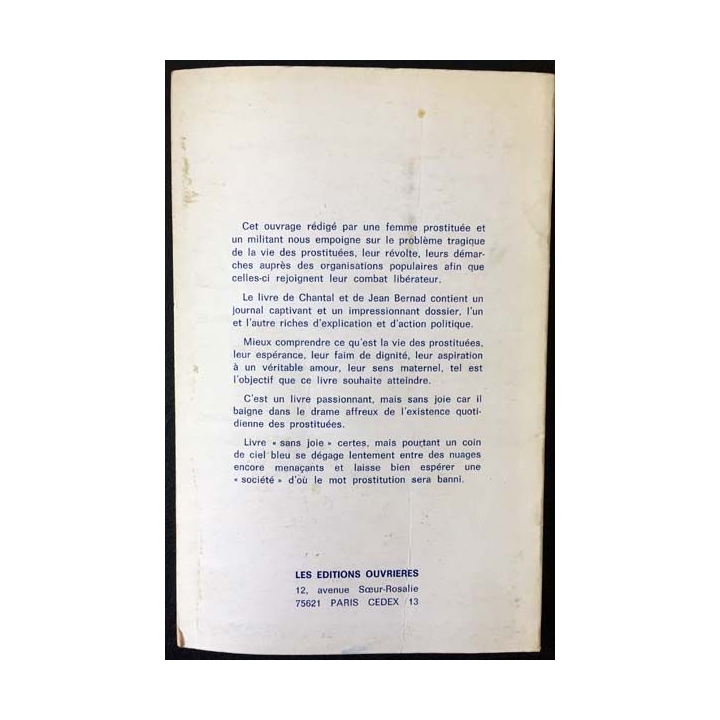 Cet ouvrage rédigé par une femme prostituée et
un militant nous empoigne sur le problème tragique
de la vie des prostituées, leur révolte, leurs démar-
ches auprès des organisations populaires afin que
celles-ci rejoignent leur combat libérateur.
Le livre de Chantal et de Jean Bernad contient un
journal captivant et un impressionnant dossier, l'un
et l'autre riches d'explication et d'action politique.
Mieux comprendre ce qu'est la vie des prostituées,
leur espérance, leur faim de dignité, leur aspiration
à un véritable amour, leur sens maternel, tel est
l'objectif que ce livre souhaite atteindre.
C'est un livre passionnant, mais sans joie car il
baigne dans le drame affreux de l'existence quoti-
dienne des prostituées.
Livre « sans joie » certes, mais pourtant un coin
de ciel bleu se dégage lentement entre des nuages
encore menaçants et laisse bien espérer une
« société » d'où le mot prostitution sera banni.
LES EDITIONS OUVRIERES
12, avenue Sœur-Rosalie
75621 PARIS CEDEX 13